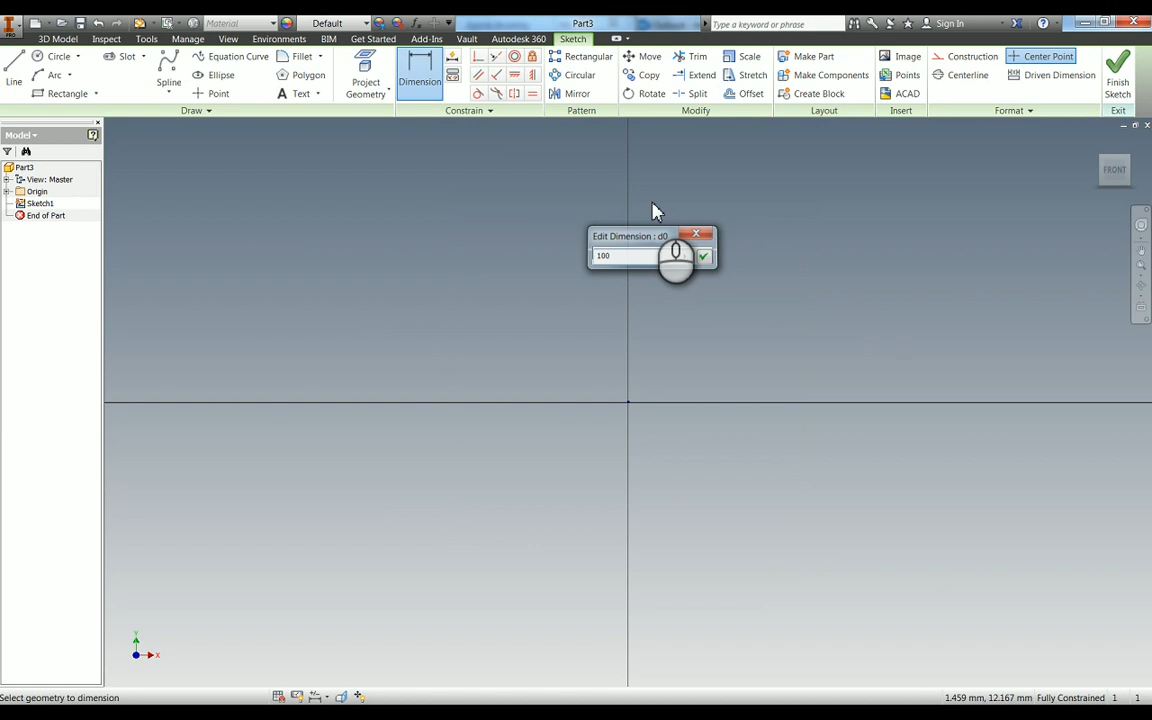 PRO
Material
Default
Part3
Type a keyword or phrase
Sign In
3D Model
Inspect
Tools
Manage
View
Environments
BIM
Get Started
Add-Ins
Vault
Autodesk 360
Sketch
Line
Circle
Arc
Rectangle
Slot
Spline
Equation Curve
Ellipse
Point
Fillet
Polygon
Text
Project Geometry
Dimension
Rectangular
Circular
Mirror
Move
Copy
Rotate
Trim
Extend
Split
Scale
Stretch
Offset
Make Part
Make Components
Create Block
Image
Points
ACAD
Construction
Centerline
Center Point
Driven Dimension
Finish Sketch
Draw
Constrain
Pattern
Modify
Layout
Insert
Format
Exit
Model
Part3
View: Master
Origin
Sketch1
End of Part
FRONT
Edit Dimension : d0
100
Y
X
Select geometry to dimension
1.459 mm, 12.167 mm Fully Constrained 1 1